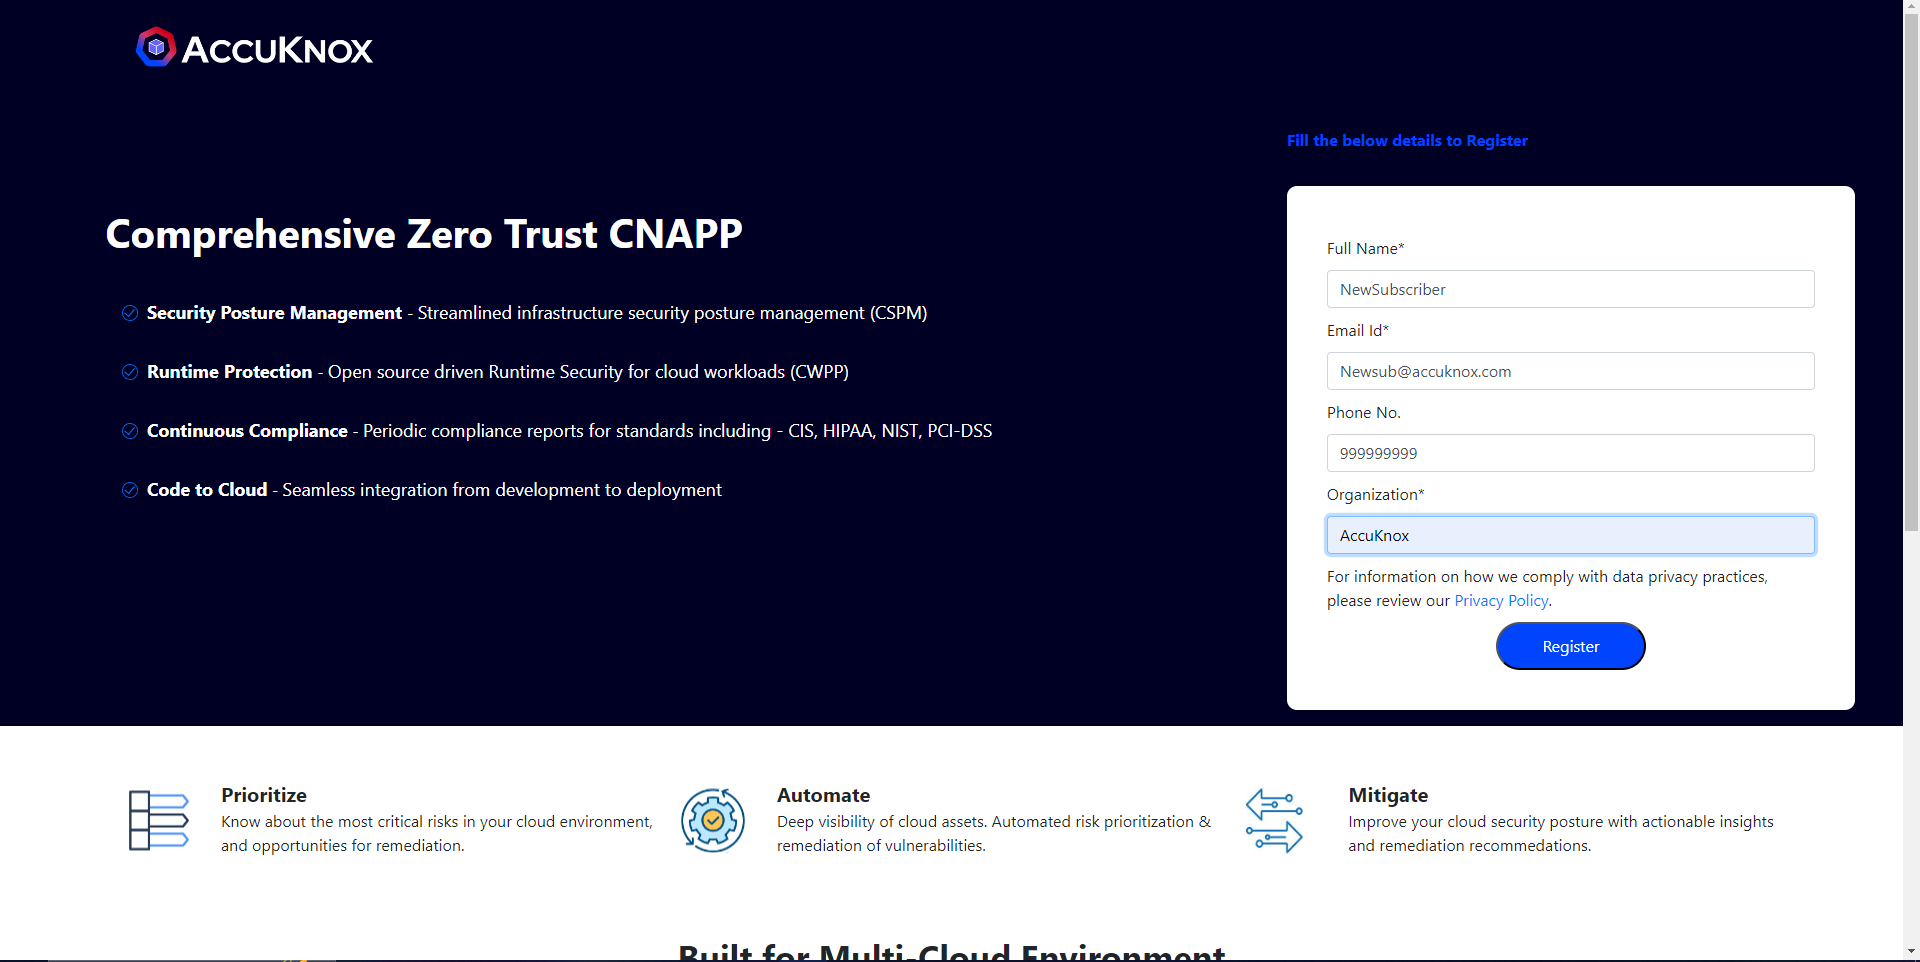 ACCUKNOX
Fill the below details to Register
Comprehensive Zero Trust CNAPP
Security Posture Management - Streamlined infrastructure security posture management (CSPM)
Runtime Protection - Open source driven Runtime Security for cloud workloads (CWPP)
Continuous Compliance - Periodic compliance reports for standards including - CIS, HIPAA, NIST, PCI-DSS
Code to Cloud - Seamless integration from development to deployment
Full Name*
NewSubscriber
Email Id*
Newsub@accuknox.com
Phone No.
999999999
Organization*
AccuKnox
For information on how we comply with data privacy practices,
please review our Privacy Policy.
Register
Prioritize
Know about the most critical risks in your cloud environment,
and opportunities for remediation.
Automate
Deep visibility of cloud assets. Automated risk prioritization &
remediation of vulnerabilities.
Mitigate
Improve your cloud security posture with actionable insights
and remediation recommedations.
Built for Multi-Cloud Environment